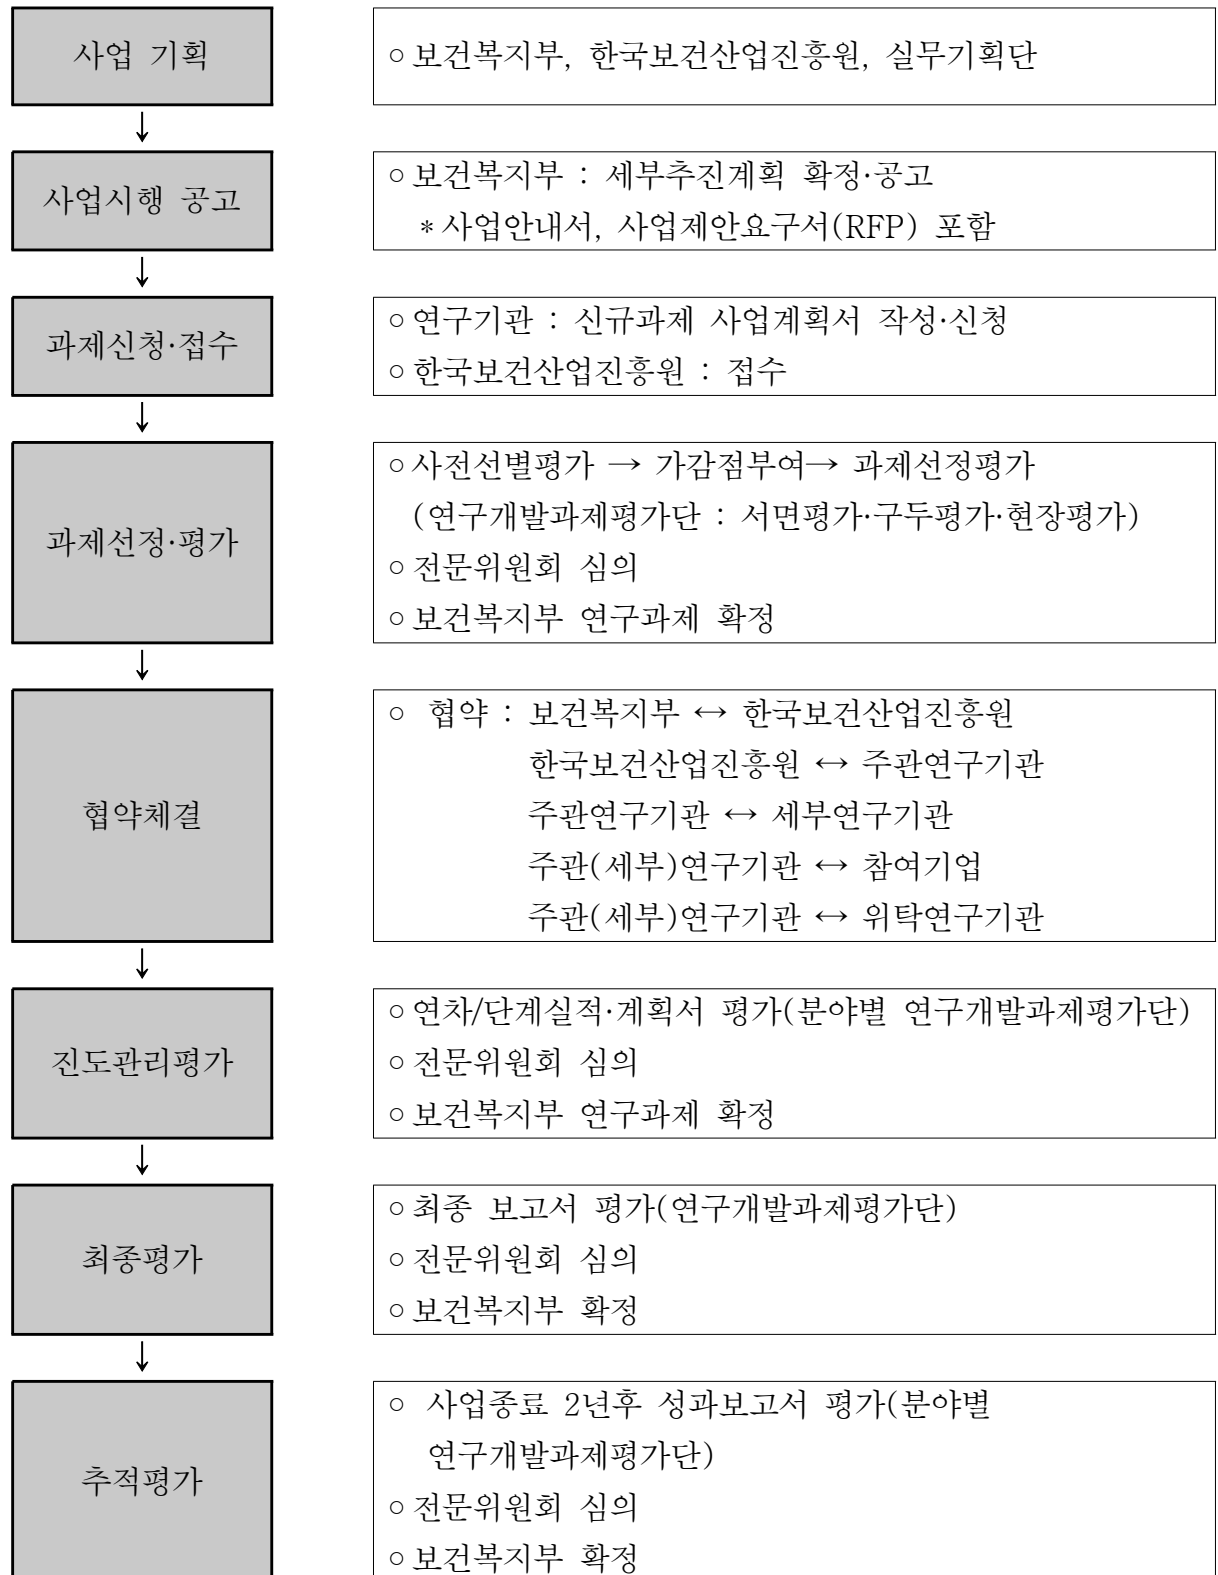 사업 기획
○ 보건복지부, 한국보건산업진흥원, 실무기획단
↓
사업시행 공고
○ 보건복지부 : 세부추진계획 확정·공고
* 사업안내서, 사업제안요구서(RFP) 포함
↓
과제신청·접수
○ 연구기관 : 신규과제 사업계획서 작성·신청
○ 한국보건산업진흥원 : 접수
↓
과제선정·평가
○ 사전선별평가 → 가감점부여→ 과제선정평가
(연구개발과제평가단 : 서면평가·구두평가·현장평가)
○ 전문위원회 심의
○ 보건복지부 연구과제 확정
↓
협약체결
○ 협약 : 보건복지부 ↔ 한국보건산업진흥원
한국보건산업진흥원 ↔ 주관연구기관
주관연구기관 ↔ 세부연구기관
주관(세부)연구기관 ↔ 참여기업
주관(세부)연구기관 ↔ 위탁연구기관
↓
진도관리평가
○ 연차/단계실적·계획서 평가(분야별 연구개발과제평가단)
○ 전문위원회 심의
○ 보건복지부 연구과제 확정
↓
최종평가
○ 최종 보고서 평가(연구개발과제평가단)
○ 전문위원회 심의
○ 보건복지부 확정
↓
추적평가
○ 사업종료 2년후 성과보고서 평가(분야별
연구개발과제평가단)
○ 전문위원회 심의
○ 보건복지부 확정